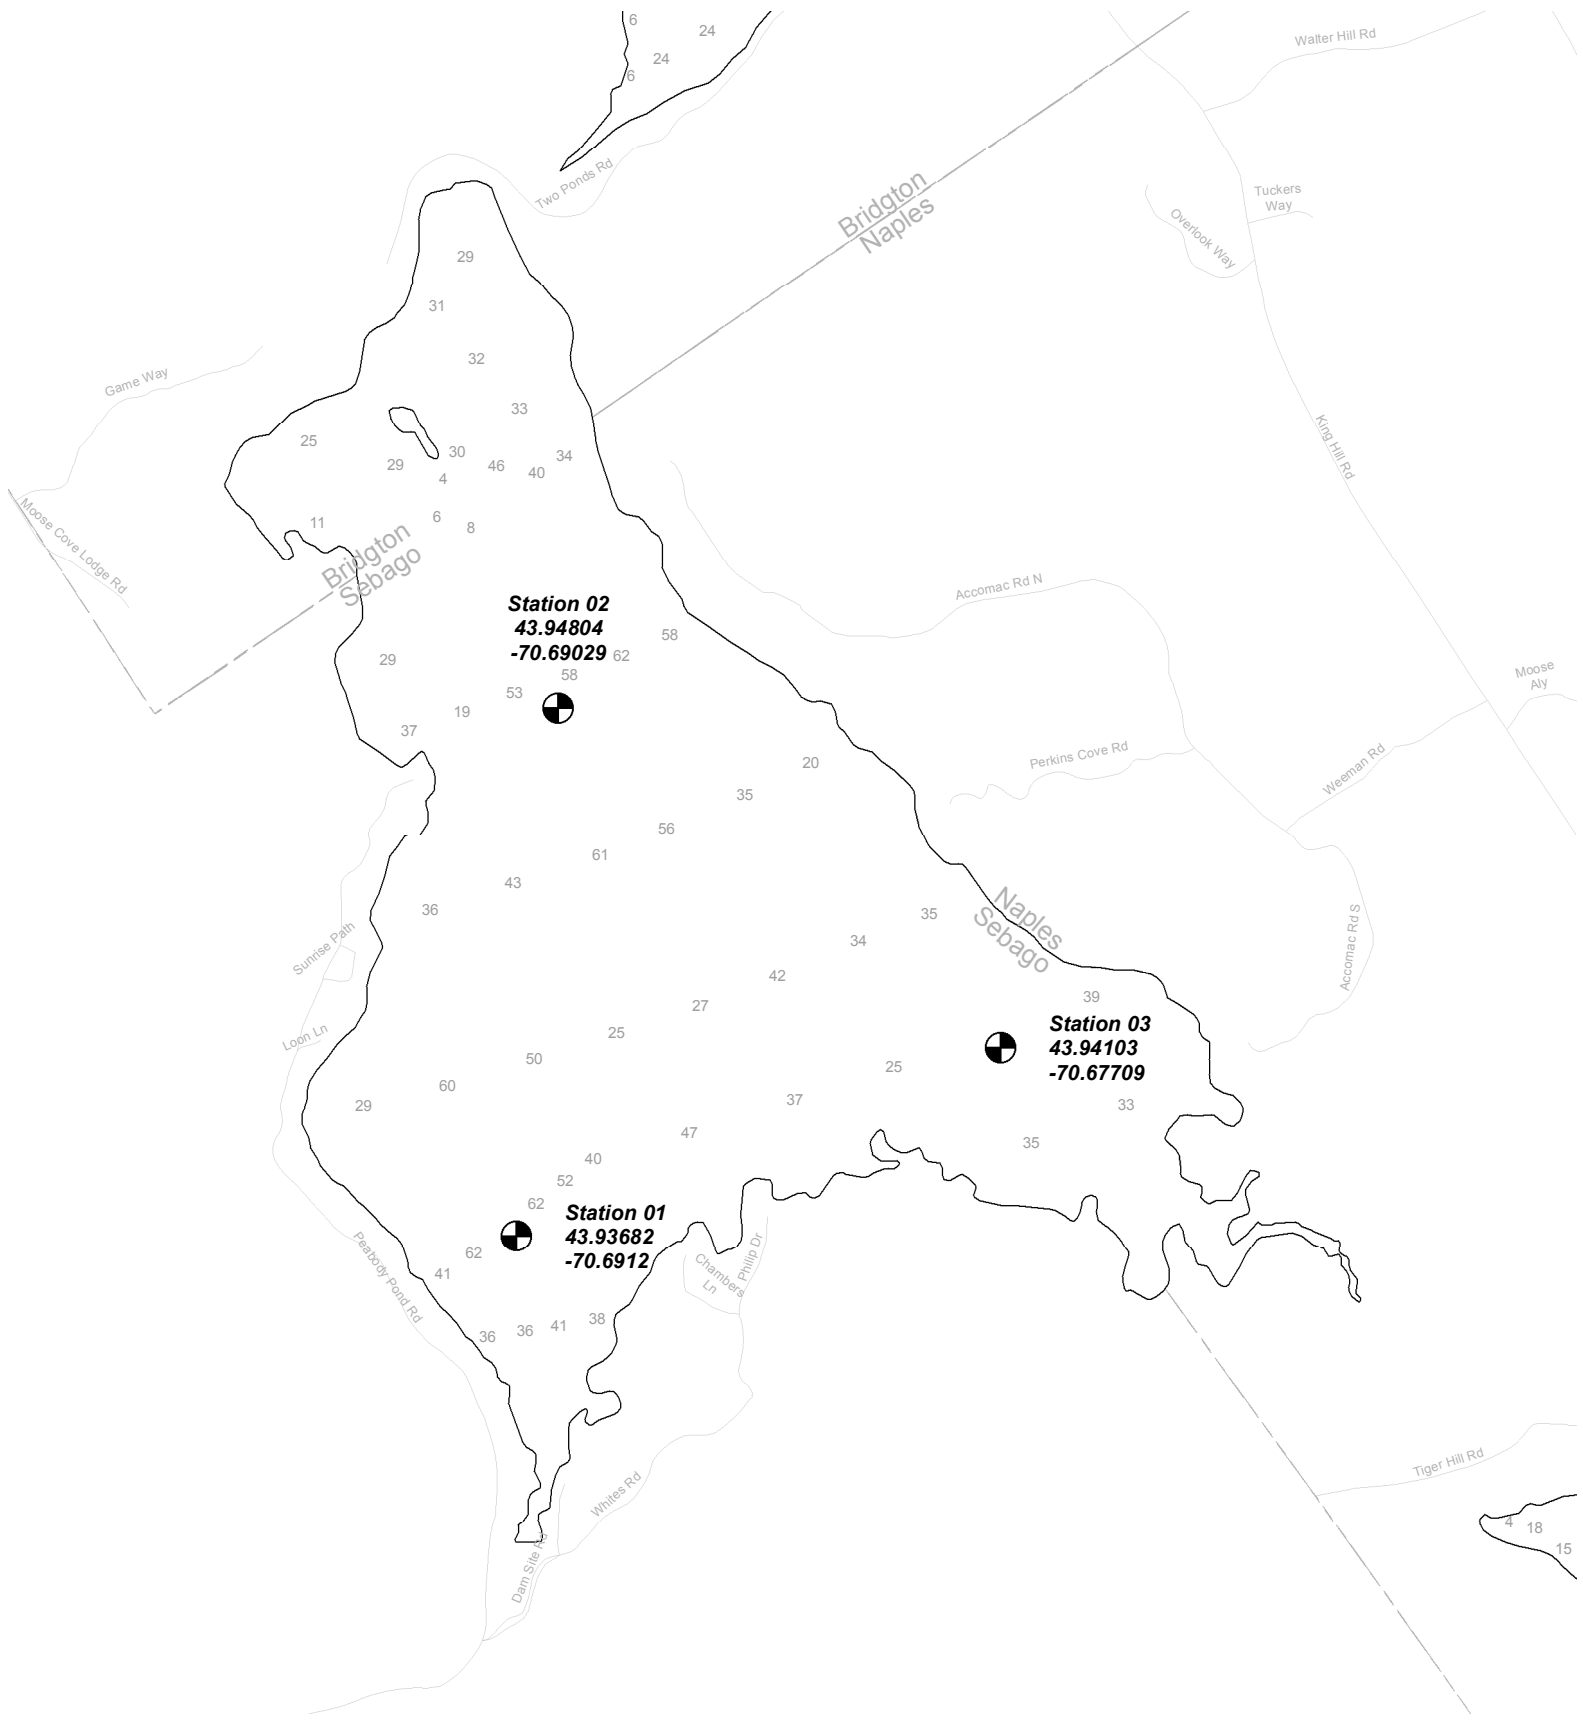 6
24
24
6
Walter Hill Rd
Two Ponds Rd
Bridgton
Naples
Tuckers
Way
Overlook Way
29
31
32
Game Way
33
King Hill Rd
25
30
34
29
46
40
4
11
6
8
Moose Cove Lodge Rd
Bridgton
Sebago
Accomac Rd N
Station 02
43.94804
-70.69029
58
62
29
58
53
19
37
Moose
Aly
Perkins Cove Rd
Weeman Rd
20
35
56
61
43
36
35
Naples
Sebago
Accomac Rd S
34
Sunrise Path
42
27
39
Station 03
43.94103
-70.67709
25
Loon Ln
50
25
60
37
29
33
47
35
40
52
62
Station 01
43.93682
-70.6912
62
41
Peabody Pond Rd
Chambers
Ln
Philip Dr
38
41
36
36
Tiger Hill Rd
Whites Rd
Dam Site Rd
4
18
15